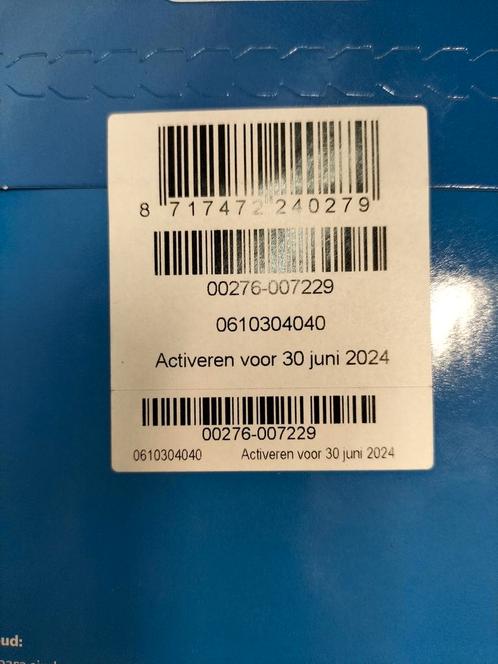 8 717472 240279
00276-007229
0610304040
Activeren voor 30 juni 2024
00276-007229
0610304040 Activeren voor 30 juni 2024
oud: